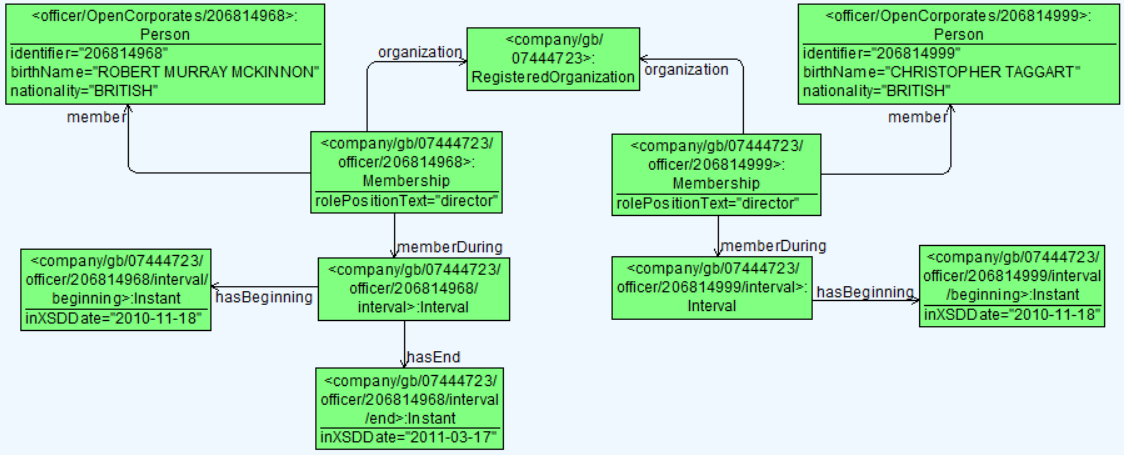 <officer/OpenCorporates/206814968>:
Person
identifier="206814968"
birthName="ROBERT MURRAY MCKINNON"
nationality="BRITISH"
member
organization
<company/gb/
07444723>:
RegisteredOrganization
organization
<officer/OpenCorporates/206814999>:
Person
identifier="206814999"
birthName="CHRISTOPHER TAGGART"
nationality="BRITISH"
member
<company/gb/07444723/
officer/206814968>:
Membership
rolePositionText="director"
<company/gb/07444723/
officer/206814999>:
Membership
rolePositionText="director"
memberDuring
memberDuring
<company/gb/07444723/
officer/206814968/interval/
beginning>:Instant
inXSDDate="2010-11-18"
hasBeginning
<company/gb/07444723/
officer/206814968/
interval>:Interval
<company/gb/07444723/
officer/206814999/interval>:
Interval
hasBeginning
<company/gb/07444723/
officer/206814999/interval
/beginning>:Instant
inXSDDate="2010-11-18"
hasEnd
<company/gb/07444723/
officer/206814968/interval
/end>:Instant
inXSDDate="2011-03-17"